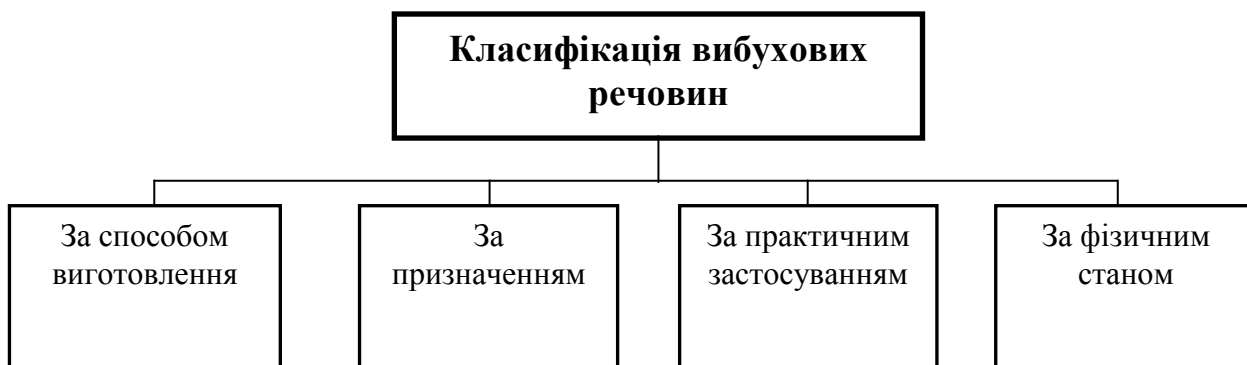 Класифікація вибухових
речовин
За способом
виготовлення
За
призначенням
За практичним
застосуванням
За фізичним
станом